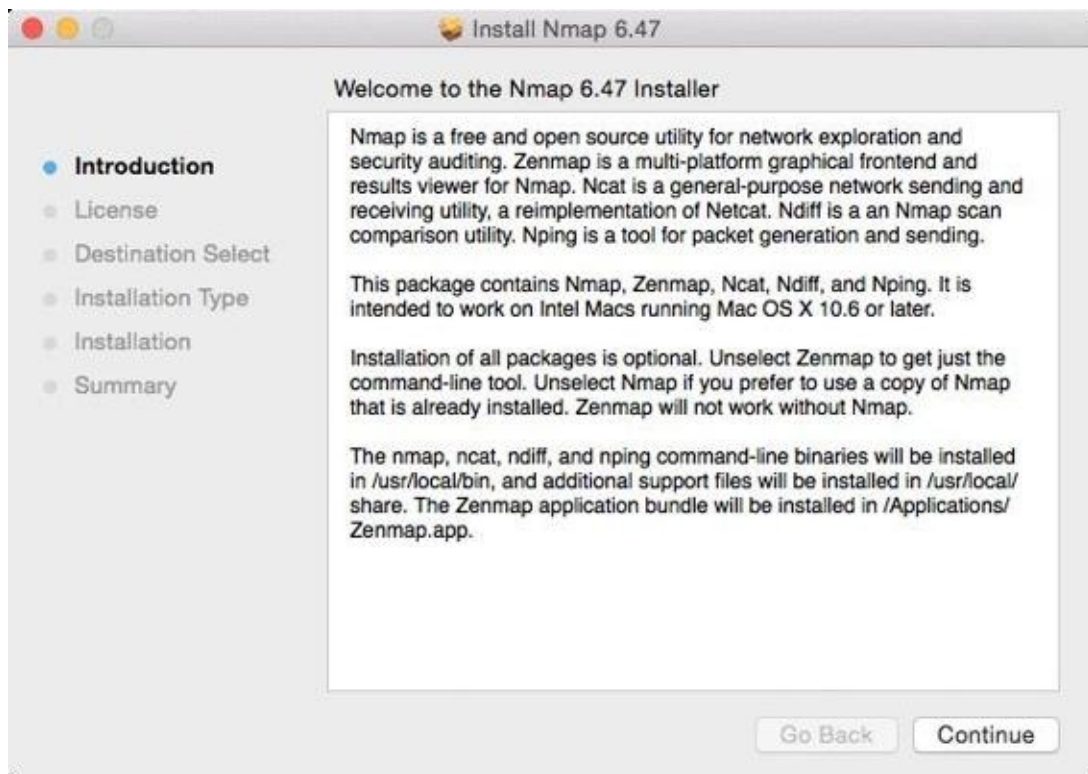 Install Nmap 6.47
Welcome to the Nmap 6.47 Installer
Introduction
License
Destination Select
Installation Type
Installation
Summary
Nmap is a free and open source utility for network exploration and
security auditing. Zenmap is a multi-platform graphical frontend and
results viewer for Nmap. Ncat is a general-purpose network sending and
receiving utility, a reimplementation of Netcat. Ndiff is a an Nmap scan
comparison utility. Nping is a tool for packet generation and sending.
This package contains Nmap, Zenmap, Ncat, Ndiff, and Nping. It is
intended to work on Intel Macs running Mac OS X 10.6 or later.
Installation of all packages is optional. Unselect Zenmap to get just the
command-line tool. Unselect Nmap if you prefer to use a copy of Nmap
that is already installed. Zenmap will not work without Nmap.
The nmap, ncat, ndiff, and nping command-line binaries will be installed
in /usr/local/bin, and additional support files will be installed in /usr/local/
share. The Zenmap application bundle will be installed in /Applications/
Zenmap.app.
Go Back
Continue